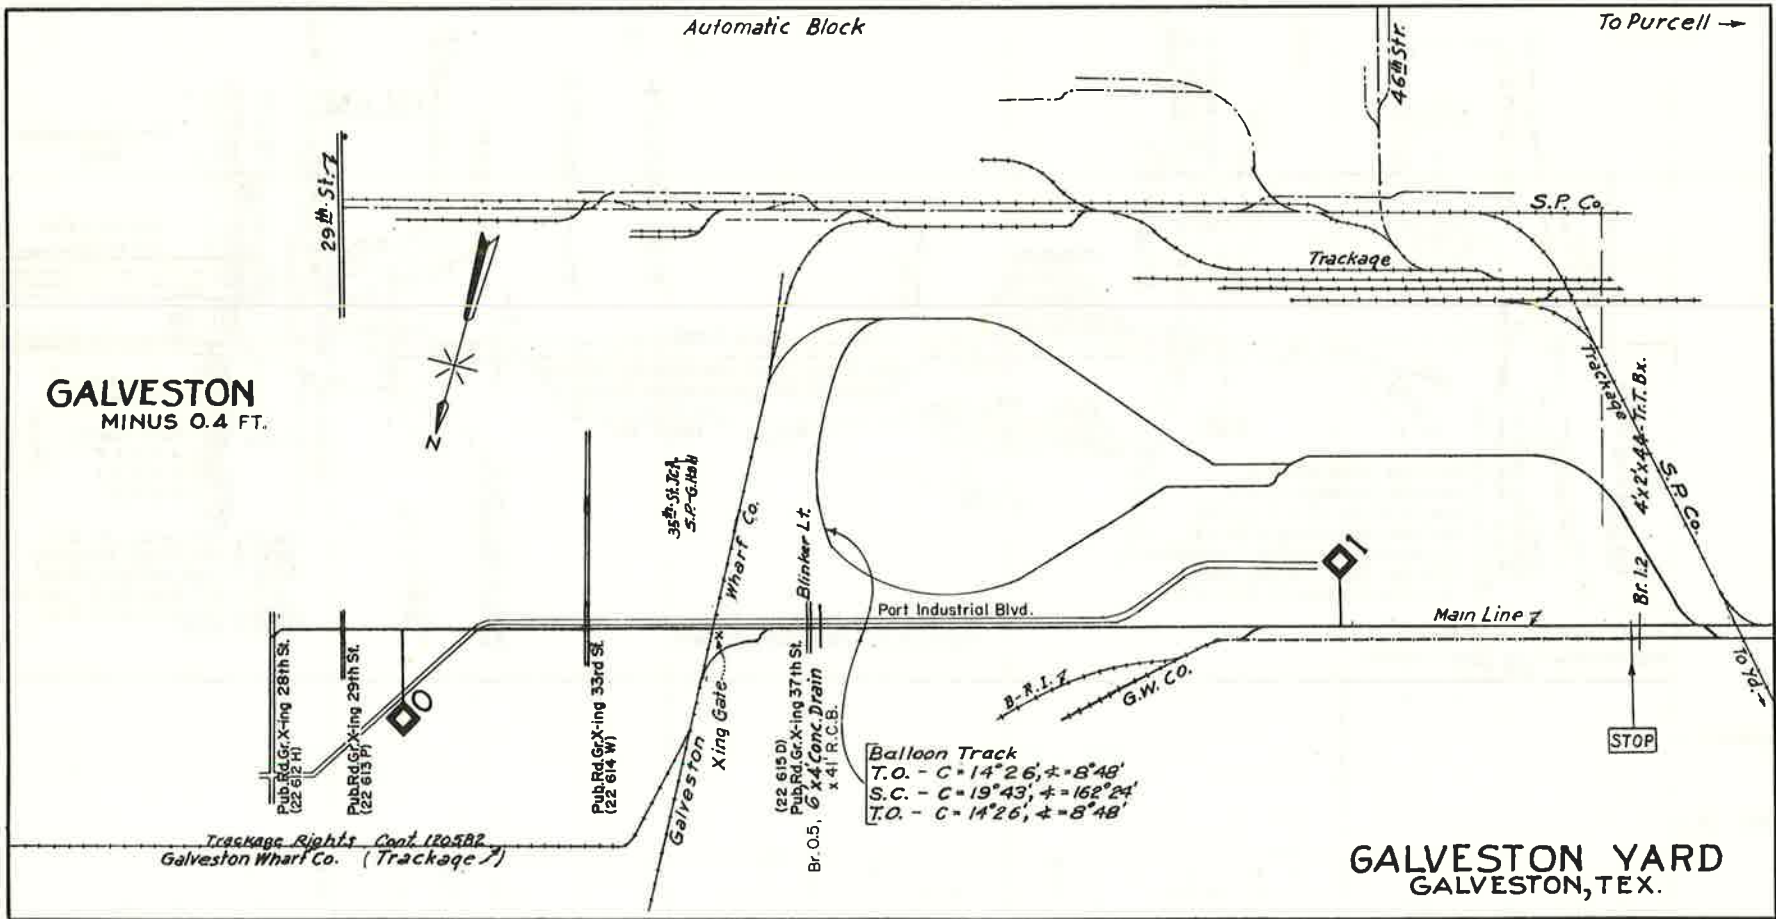 Automatic Block
To Purcell →
46th Str.
29th St.
S.P. Co.
Trackage
GALVESTON
MINUS 0.4 FT.
N
Trackage
4'x2'x44-Tr.T. Bx.
S.P. Co.
35th St. Jct.
Wharf Co.
Blinker Lt.
1
Br. 1.2
Port Industrial Blvd.
Main Line
Pub.Rd.Gr.X-ing 28th St.
(22 612 H)
Pub.Rd.Gr.X-ing 29th St.
(22 613 P)
0
Pub.Rd.Gr.X-ing 33rd St.
(22 614 W)
Galveston
Xing Gate
(22 615 D)
Pub.Rd.Gr.X-ing 37th St.
Br. 0.5, 6'x4' Conc. Drain
x 41' R.C.B.
B-R.I.
G.W. CO.
To Yd.
STOP
Balloon Track
T.O. - C = 14°26', ∡ = 8°48'
S.C. - C = 19°43', ∡ = 162°24'
T.O. - C = 14°26', ∡ = 8°48'
Trackage Rights Cont. 120582
Galveston Wharf Co. (Trackage)
GALVESTON YARD
GALVESTON, TEX.